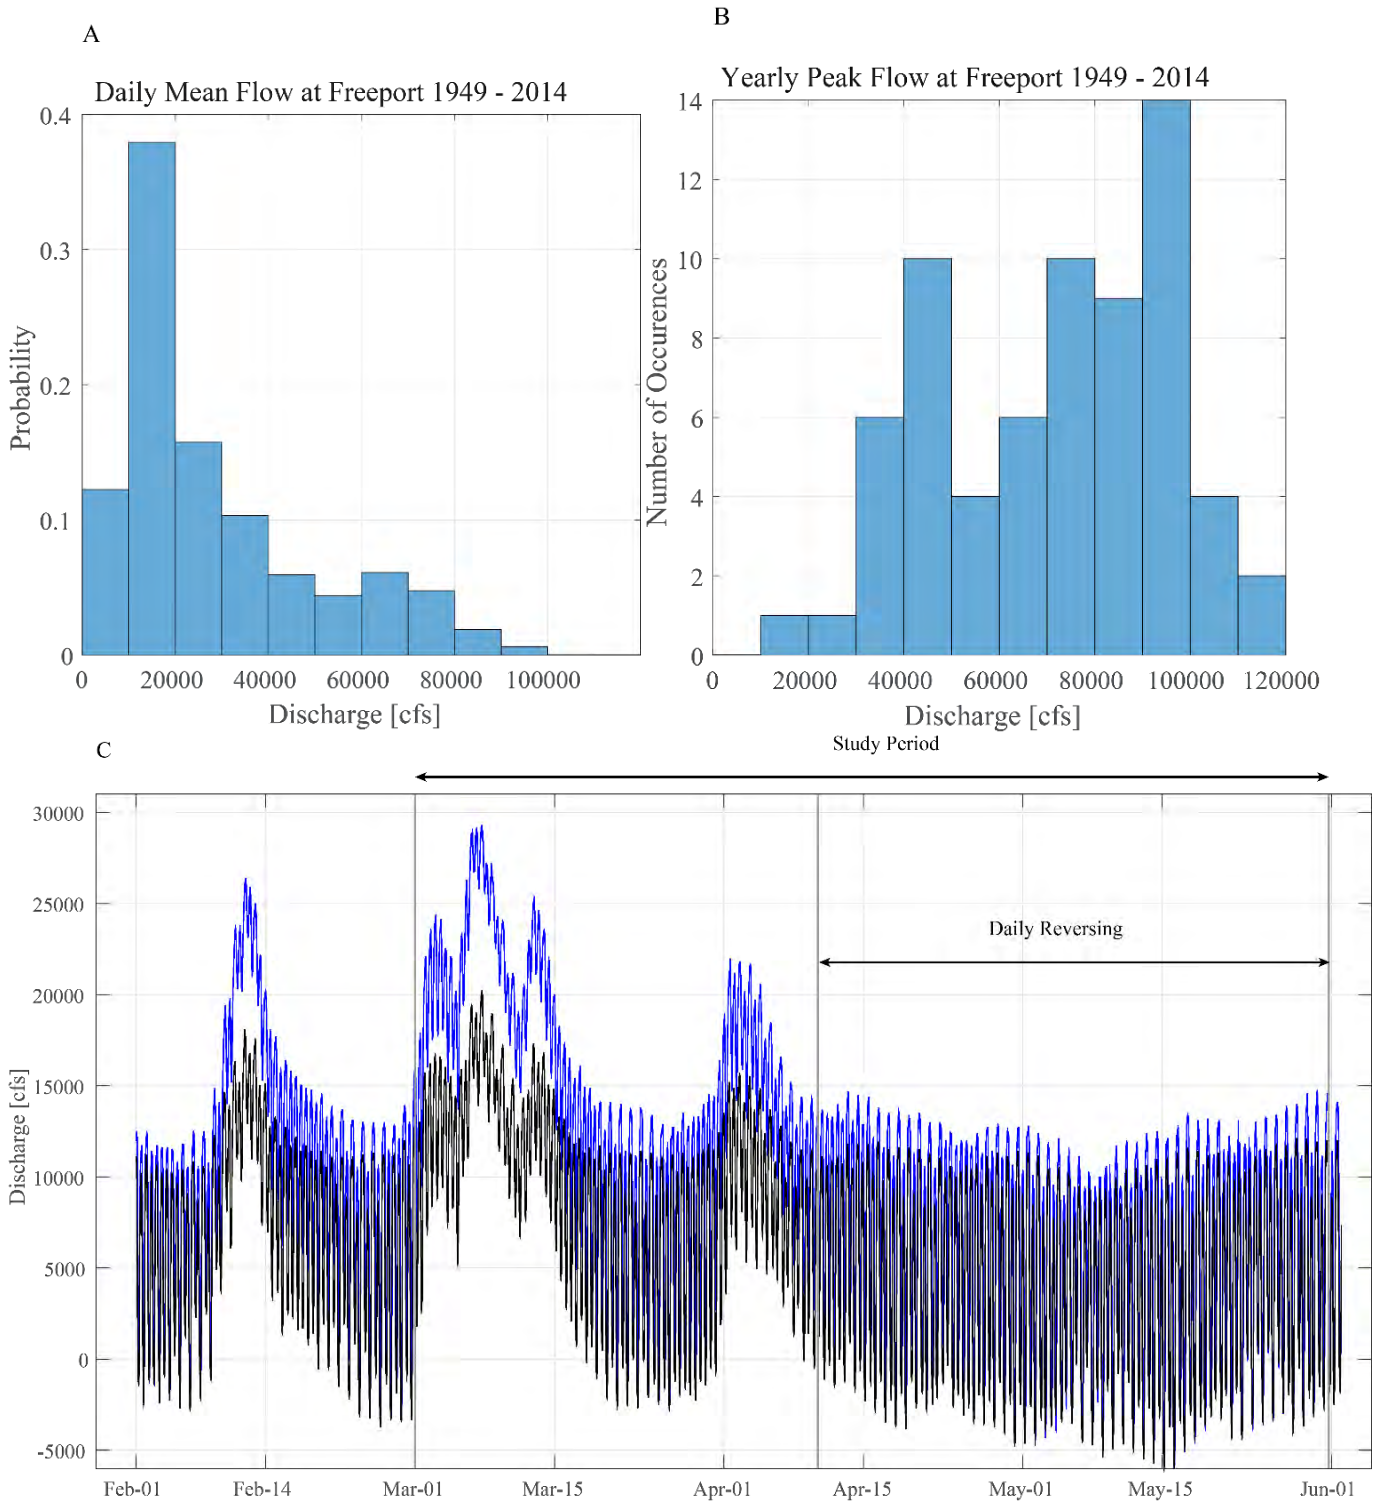 A
Daily Mean Flow at Freeport 1949 - 2014
0.4
0.3
0.2
0.1
0
Probability
0 20000 40000 60000 80000 100000
Discharge [cfs]
B
Yearly Peak Flow at Freeport 1949 - 2014
14
12
10
8
6
4
2
0
Number of Occurences
0 20000 40000 60000 80000 100000 120000
Discharge [cfs]
C
Study Period
Daily Reversing
30000
25000
20000
15000
10000
5000
0
-5000
Discharge [cfs]
Feb-01 Feb-14 Mar-01 Mar-15 Apr-01 Apr-15 May-01 May-15 Jun-01